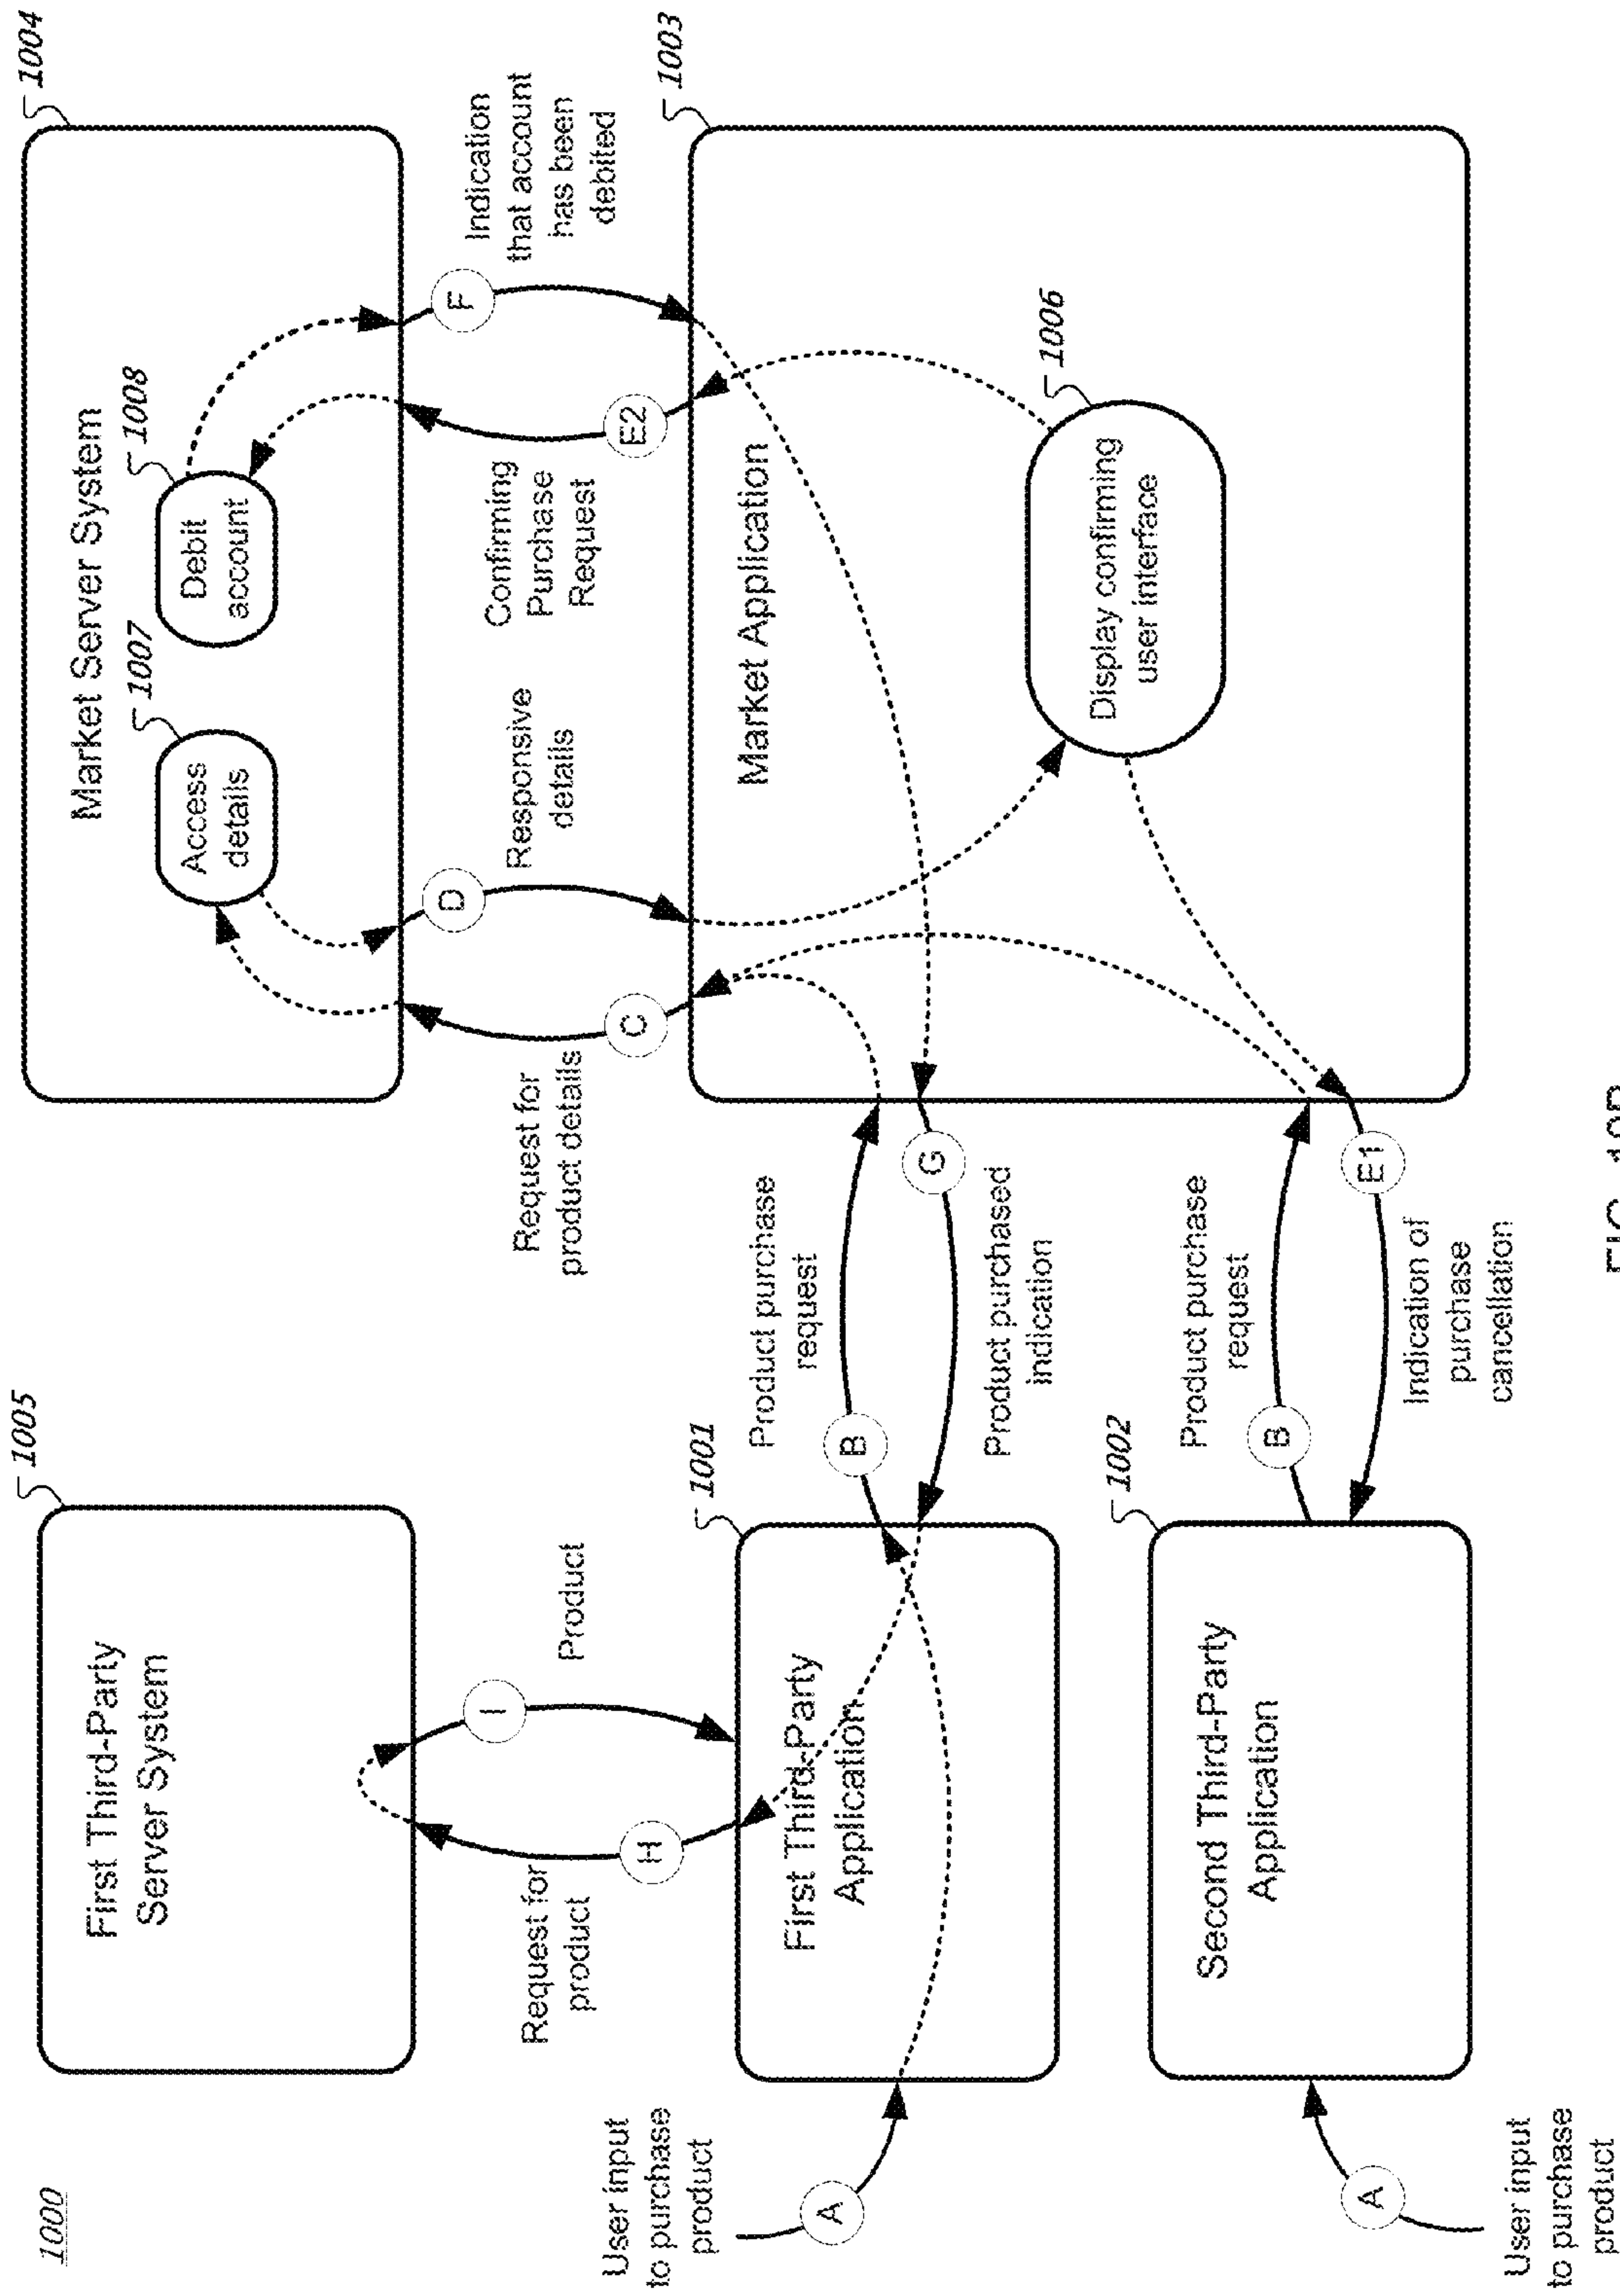 1000
1005
First Third-Party
Server System
1004
Market Server System
1007
Access
details
1008
Debit
account
Request for
product
H
I
Product
Request for
product details
C
D
Responsive
details
Confirming
Purchase
Request
E2
F
Indication
that account
has been
debited
User input
to purchase
product
A
1001
First Third-Party
Application
B
Product purchase
request
G
Product purchased
indication
1003
Market Application
1006
Display confirming
user interface
User input
to purchase
product
A
1002
Second Third-Party
Application
B
Product purchase
request
E1
Indication of
purchase
cancellation